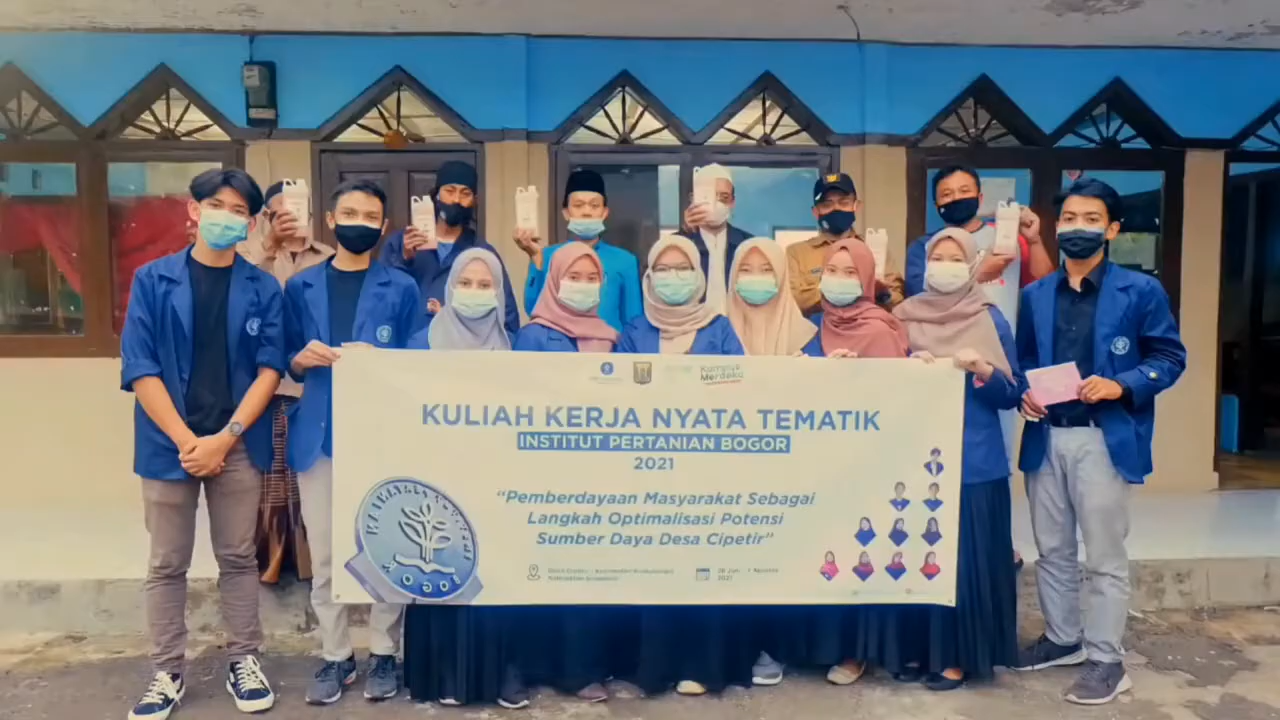 Kampus
Merdeka
KULIAH KERJA NYATA TEMATIK
INSTITUT PERTANIAN BOGOR
2021
"Pemberdayaan Masyarakat Sebagai
Langkah Optimalisasi Potensi
Sumber Daya Desa Cipetir"
BOGOR
2021